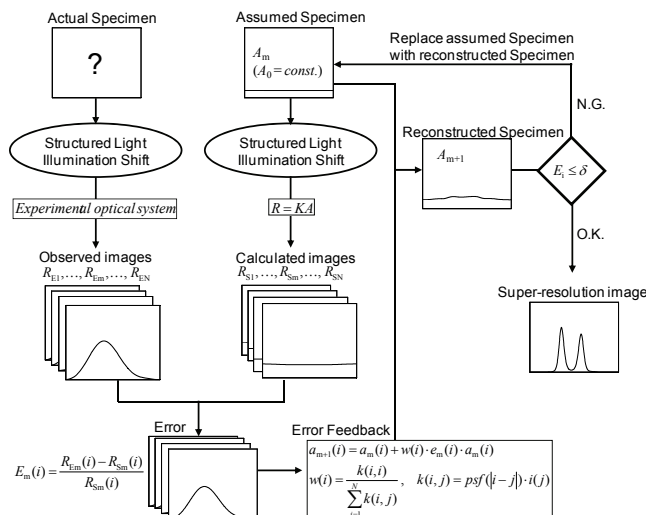 Actual Specimen
?
Structured Light
Illumination Shift
Experimental optical system
Observed images
R_E1,…, R_Em,…, R_EN
Assumed Specimen
A_m
(A_0 = const.)
Structured Light
Illumination Shift
R = KA
Calculated images
R_S1,…, R_Sm,…, R_SN
Replace assumed Specimen
with reconstructed Specimen
N.G.
Reconstructed Specimen
A_m+1
E_i ≤ δ
O.K.
Super-resolution image
Error
E_m(i) = (R_Em(i) − R_Sm(i)) / R_Sm(i)
Error Feedback
a_m+1(i) = a_m(i) + w(i) · e_m(i) · a_m(i)
w(i) = k(i,i) / ∑^N k(i, j) , k(i, j) = psf(|i−j|) · i(j)